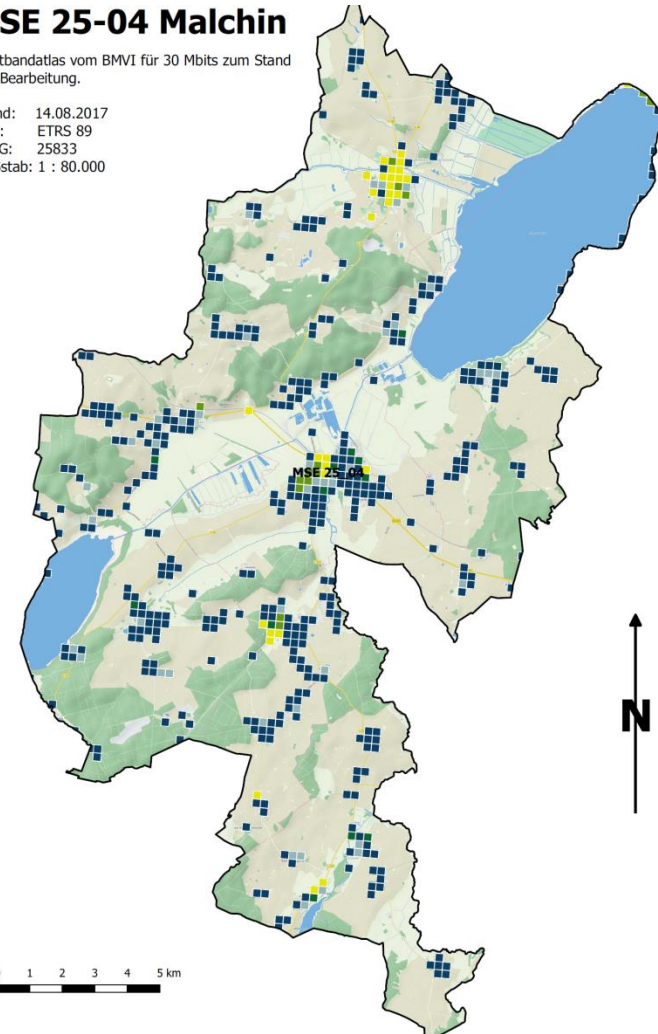 SE 25-04 Malchin
tbandatlas vom BMVI für 30 Mbits zum Stand
Bearbeitung.
nd: 14.08.2017
: ETRS 89
G: 25833
stab: 1 : 80.000
MSE 25_04
N
1 2 3 4 5 km